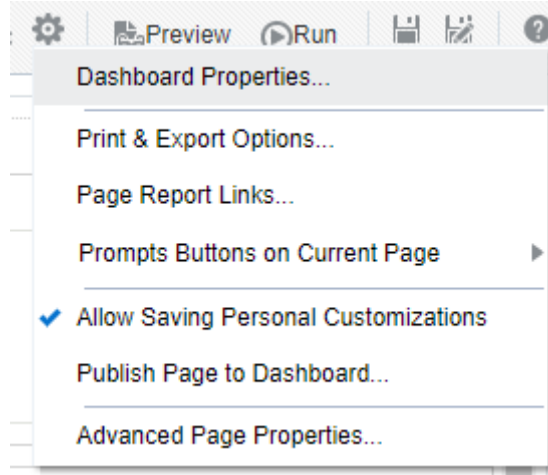 Preview Run
Dashboard Properties...
Print & Export Options...
Page Report Links...
Prompts Buttons on Current Page
Allow Saving Personal Customizations
Publish Page to Dashboard...
Advanced Page Properties...